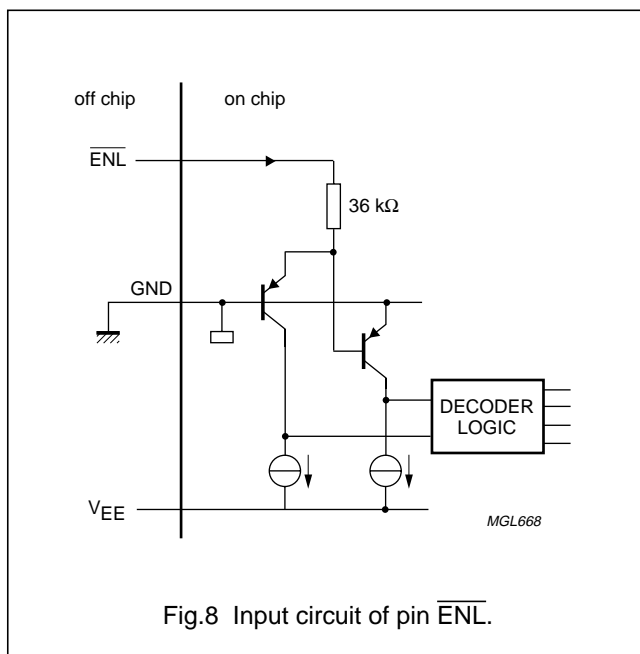 off chip
on chip
ENL
36 kΩ
GND
DECODER
LOGIC
VEE
MGL668
Fig.8 Input circuit of pin ENL.